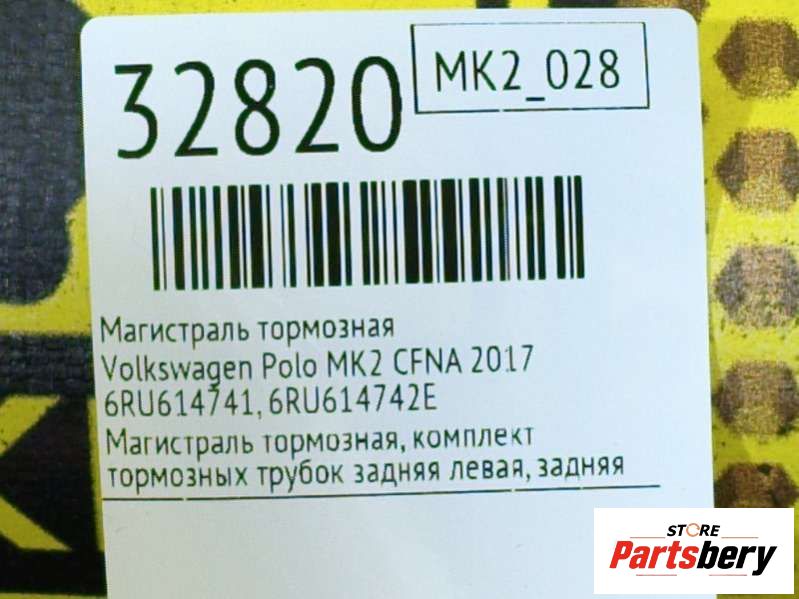 32820
MK2_028
Магистраль тормозная
Volkswagen Polo MK2 CFNA 2017
6RU614741, 6RU614742E
Магистраль тормозная, комплект
тормозных трубок задняя левая, задняя
STORE
Partsbery